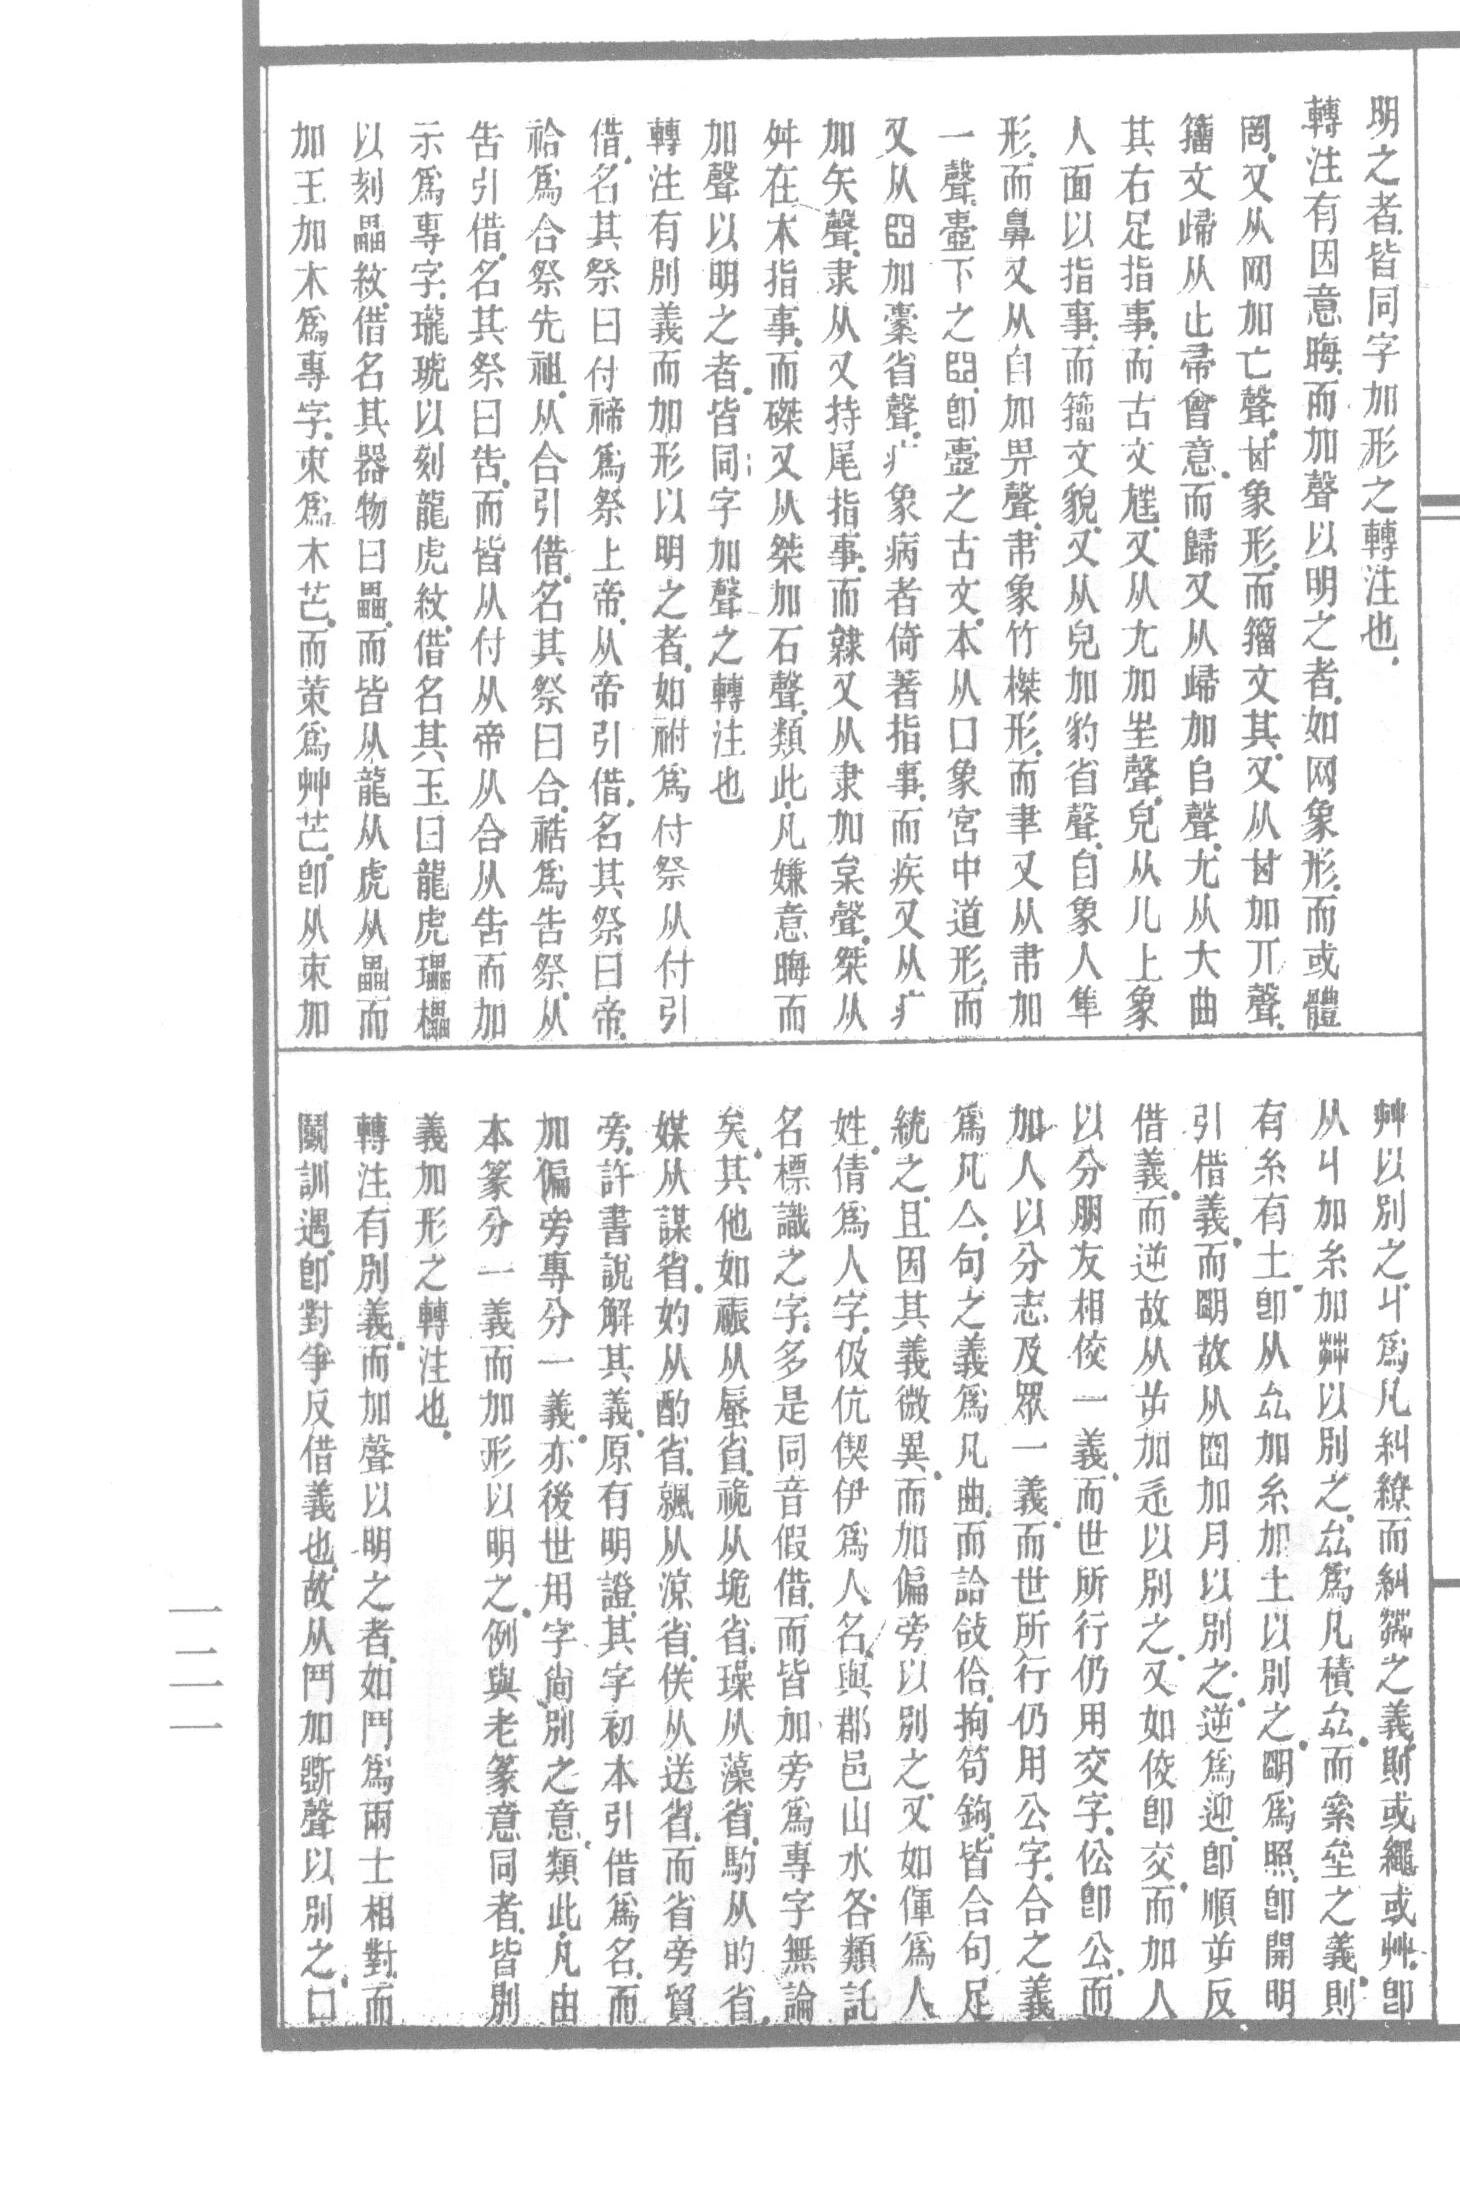 明之者皆同字加形之轉注也
轉注有因意晦而加聲以明之者如网象形而或體
罔又从网加亡聲𠀠象形而籀文其又从𠀠加丌聲
籀文㱕从止帚會意而歸又从㱕加𠂤聲尢从大曲
其右足指事而古文尪又从尢加㞷聲皃从儿上象
人面以指事而籀文貌又从皃加豹省聲自象人隼
形而鼻又从自加畀聲𦘒象竹𣝻形而聿又从𦘒加
一聲壼下之即壼之古文本从口象宮中道形而
又从加橐省聲疒象病者倚著指事而疾又从疒
加矢聲隶从又持尾指事而隸又从隶加柰聲桀从
舛在木指事而磔又从桀加石聲類此凡嫌意晦而
加聲以明之者皆同字加聲之轉注也
轉注有別義而加形以明之者如祔爲付祭从付引
借名其祭曰付禘爲祭上帝从帝引借名其祭曰帝
祫爲合祭先祖从合引借名其祭曰合祰爲告祭从
告引借名其祭曰告而皆从付从帝从合从告而加
示爲專字瓏琥以刻龍虎紋借名其玉曰龍虎㼍櫑
以刻畾紋借名其器物曰畾而皆从龍从虎从畾而
加王加木爲專字朿爲木芒而茦爲艸芒即从朿加
艸以別之丩爲凡糾繚而糾茻之義則或繩或艸即
从丩加糸加茻以別之厽爲凡積厽而絫垒之義則
有糸有土即从厽加糸加土以別之朙爲照即開明
引借義而朙故从囧加月以別之逆爲迎即順屰反
借義而逆故从屰加辵以別之又如佼即交而加人
以分朋友相佼一義而世所行仍用交字伀即公而
加人以分志及眾一義而世所行仍用公字合之義
爲凡亼句之義爲凡曲而詥敆佮拘笱鉤皆合句足
統之且因其義微異而加偏旁以別之又如僤爲人
姓倩爲人字伋伉偰伊爲人名與郡邑山水各類託
名標識之字多是同音假借而皆加旁爲專字無論
矣其他如祳从蜃省祪从垝省璪从藻省馰从的省
媒从謀省妁从酌省飆从涼省佚从送省而省旁貿
旁許書說解其義原有明證其字初本引借爲名而
加偏旁專分一義亦後世用字尙別之意類此凡由
本篆分一義而加形以明之例與老篆意同者皆別
義加形之轉注也
轉注有別義而加聲以明之者如鬥爲兩士相對而
鬭訓遇即對爭反借義也故从鬥加斲聲以別之口
一二一